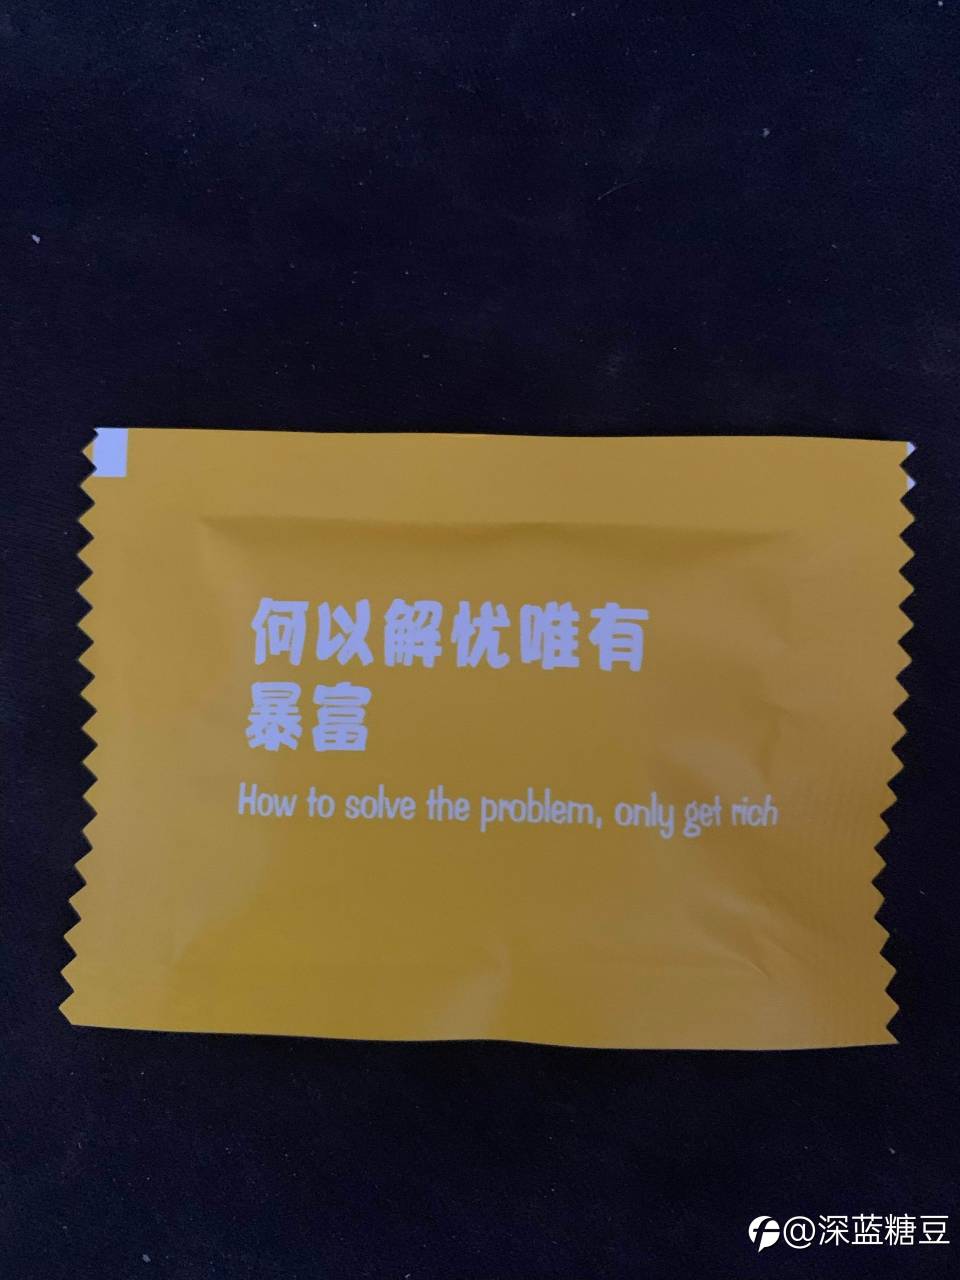 何以解忧唯有
暴富
How to solve the problem, only get rich
@深蓝糖豆